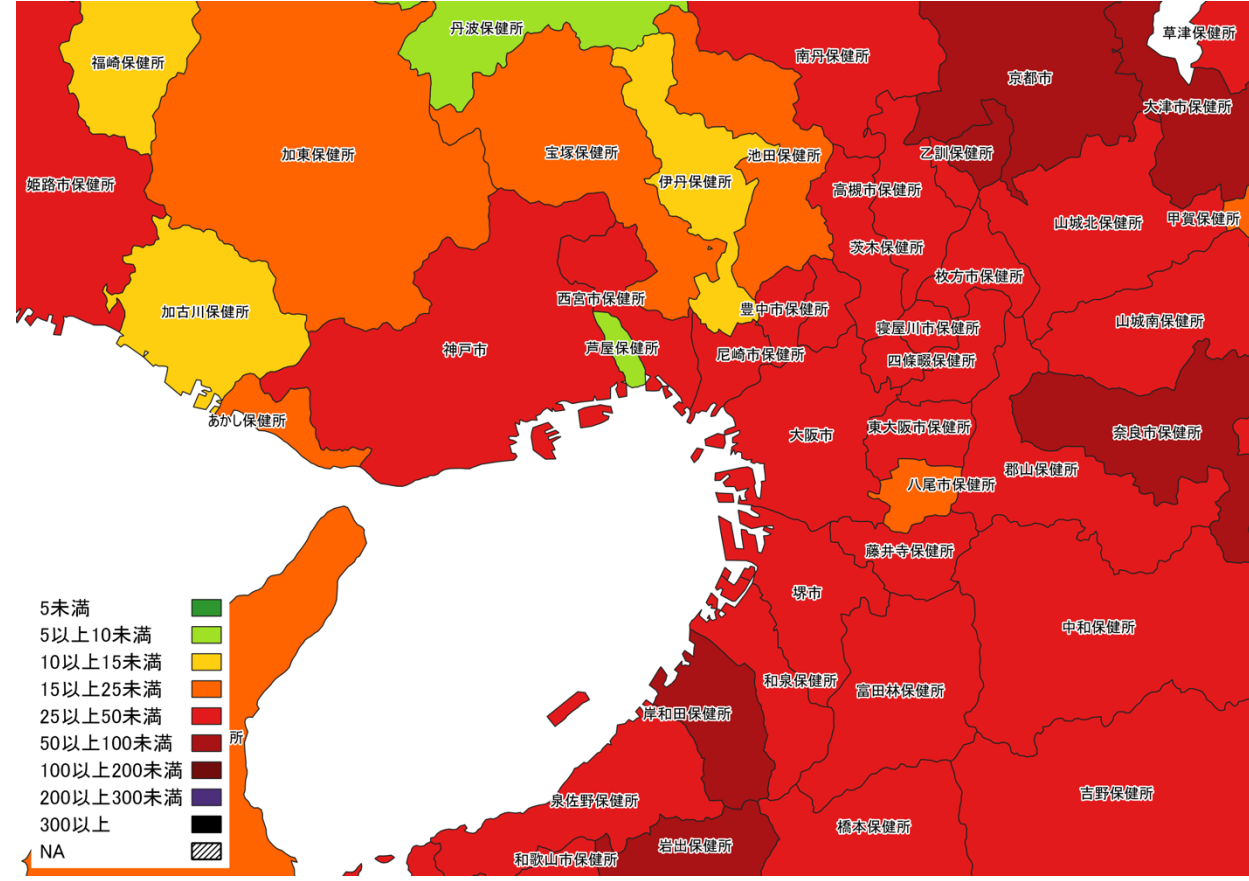 丹波保健所
草津保健所
福崎保健所
南丹保健所
京都市
大津市保健所
加東保健所
宝塚保健所
池田保健所
乙訓保健所
姫路市保健所
伊丹保健所
高槻市保健所
山城北保健所
甲賀保健所
茨木保健所
枚方市保健所
西宮市保健所
加古川保健所
豊中市保健所
山城南保健所
寝屋川市保健所
神戸市
芦屋保健所
尼崎市保健所
四條畷保健所
あかし保健所
大阪市
東大阪市保健所
奈良市保健所
郡山保健所
八尾市保健所
藤井寺保健所
堺市
中和保健所
和泉保健所
富田林保健所
岸和田保健所
所
吉野保健所
泉佐野保健所
橋本保健所
岩出保健所
和歌山市保健所
5未満
5以上10未満
10以上15未満
15以上25未満
25以上50未満
50以上100未満
100以上200未満
200以上300未満
300以上
NA